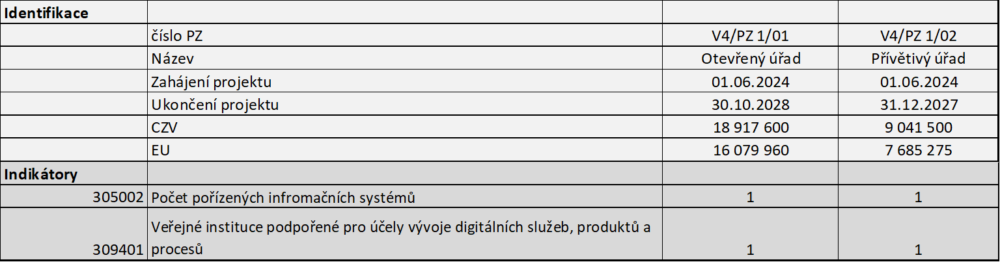 Identifikace
číslo PZ V4/PZ 1/01 V4/PZ 1/02
Název Otevřený úřad Přívětivý úřad
Zahájení projektu 01.06.2024 01.06.2024
Ukončení projektu 30.10.2028 31.12.2027
CZV 18 917 600 9 041 500
EU 16 079 960 7 685 275
Indikátory
305002 Počet pořízených infromačních systémů 1 1
Veřejné instituce podpořené pro účely vývoje digitálních služeb, produktů a
309401 procesů 1 1